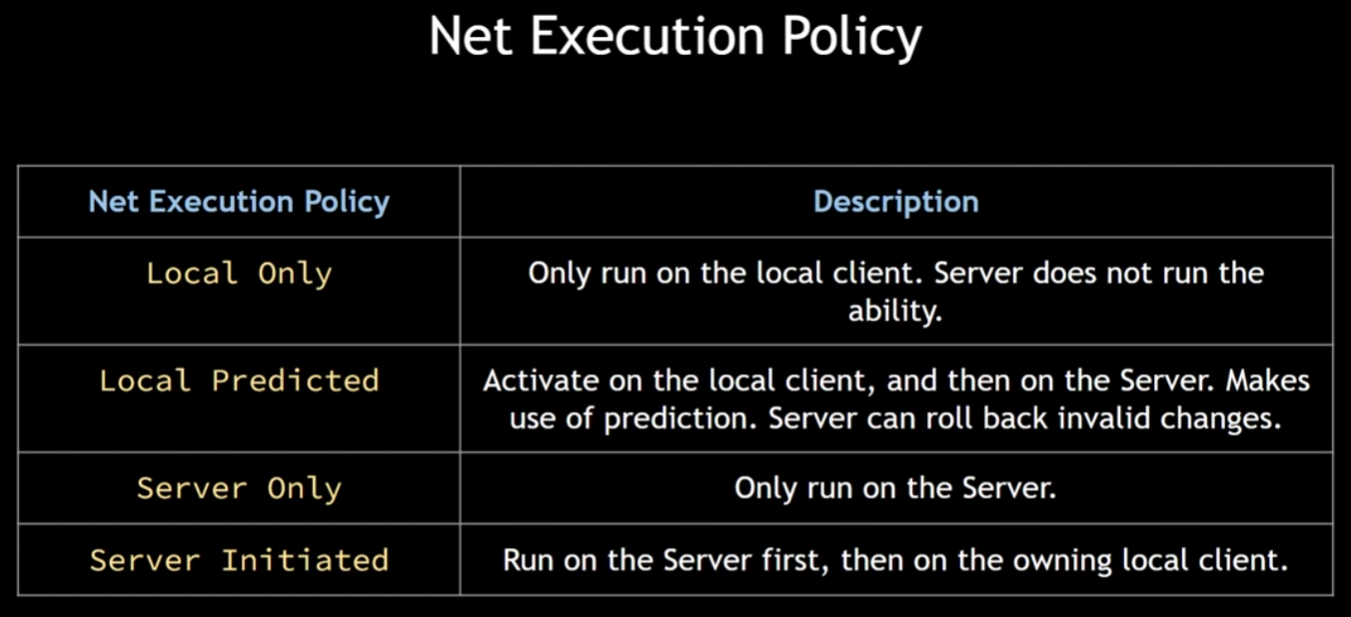 Net Execution Policy
Net Execution Policy
Description
Local Only
Only run on the local client. Server does not run the
ability.
Local Predicted
Activate on the local client, and then on the Server. Makes
use of prediction. Server can roll back invalid changes.
Server Only
Only run on the Server.
Server Initiated
Run on the Server first, then on the owning local client.